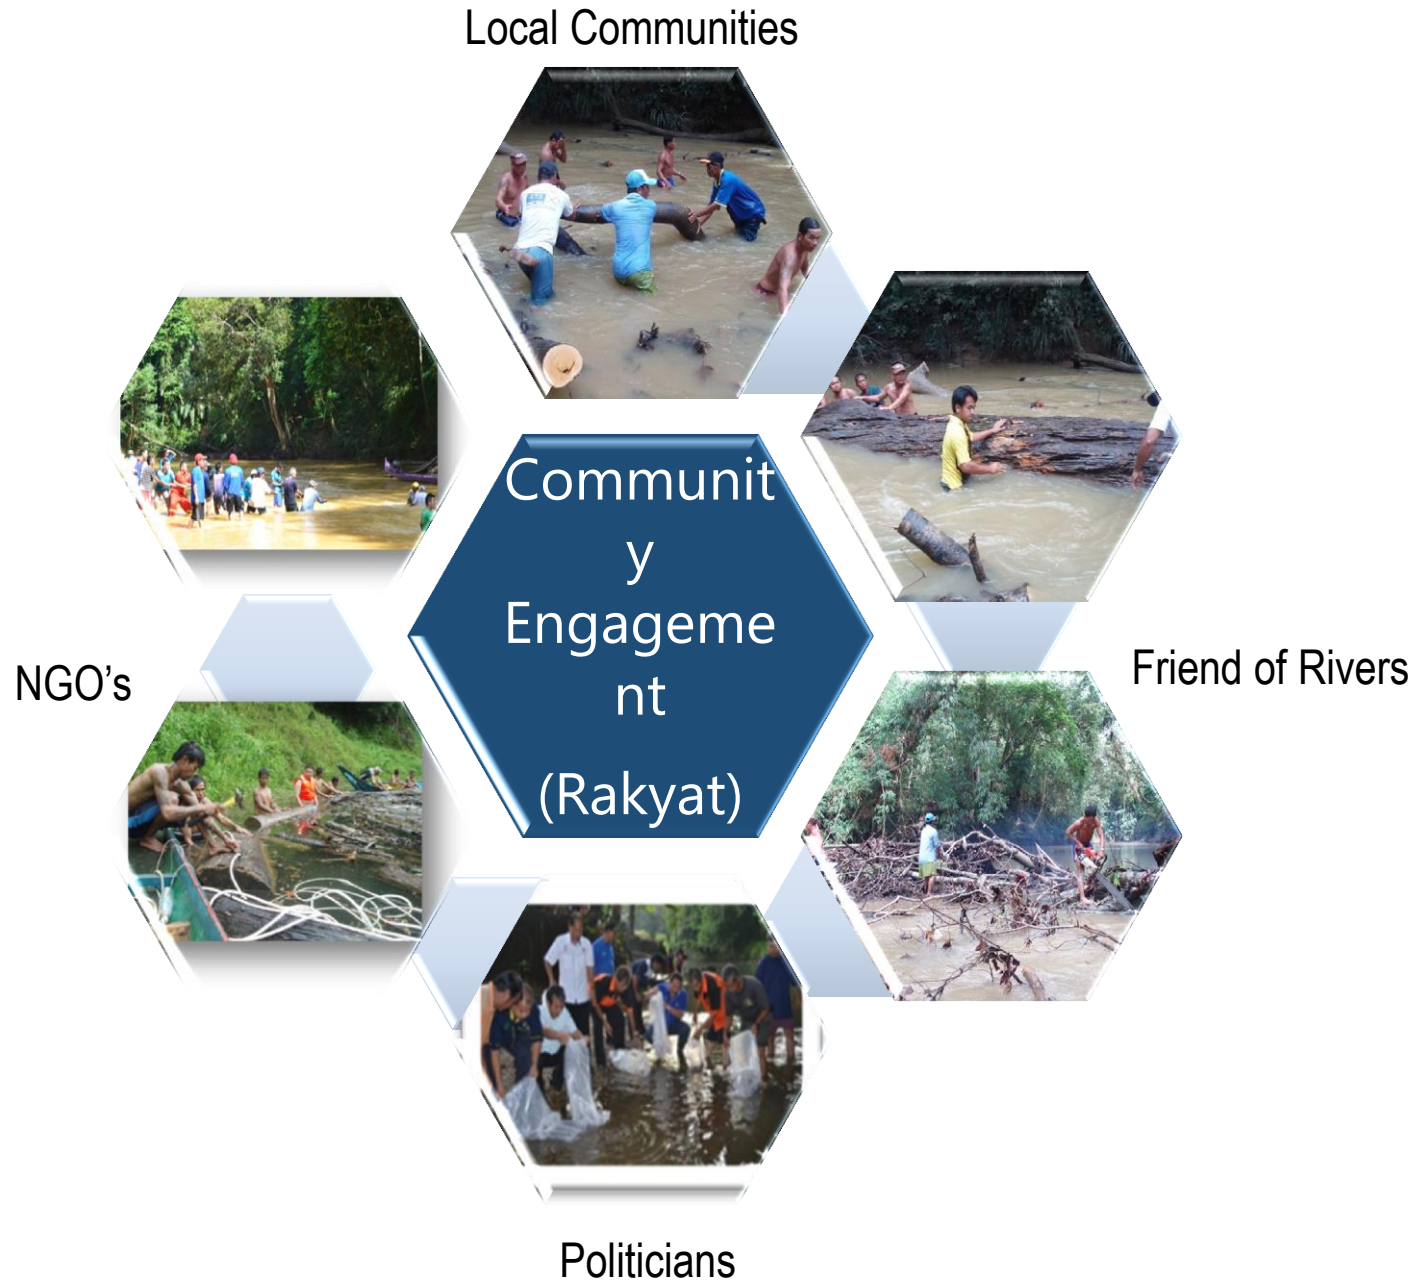 Local Communities
Communit
y
Engageme
nt
(Rakyat)
NGO’s
Friend of Rivers
Politicians